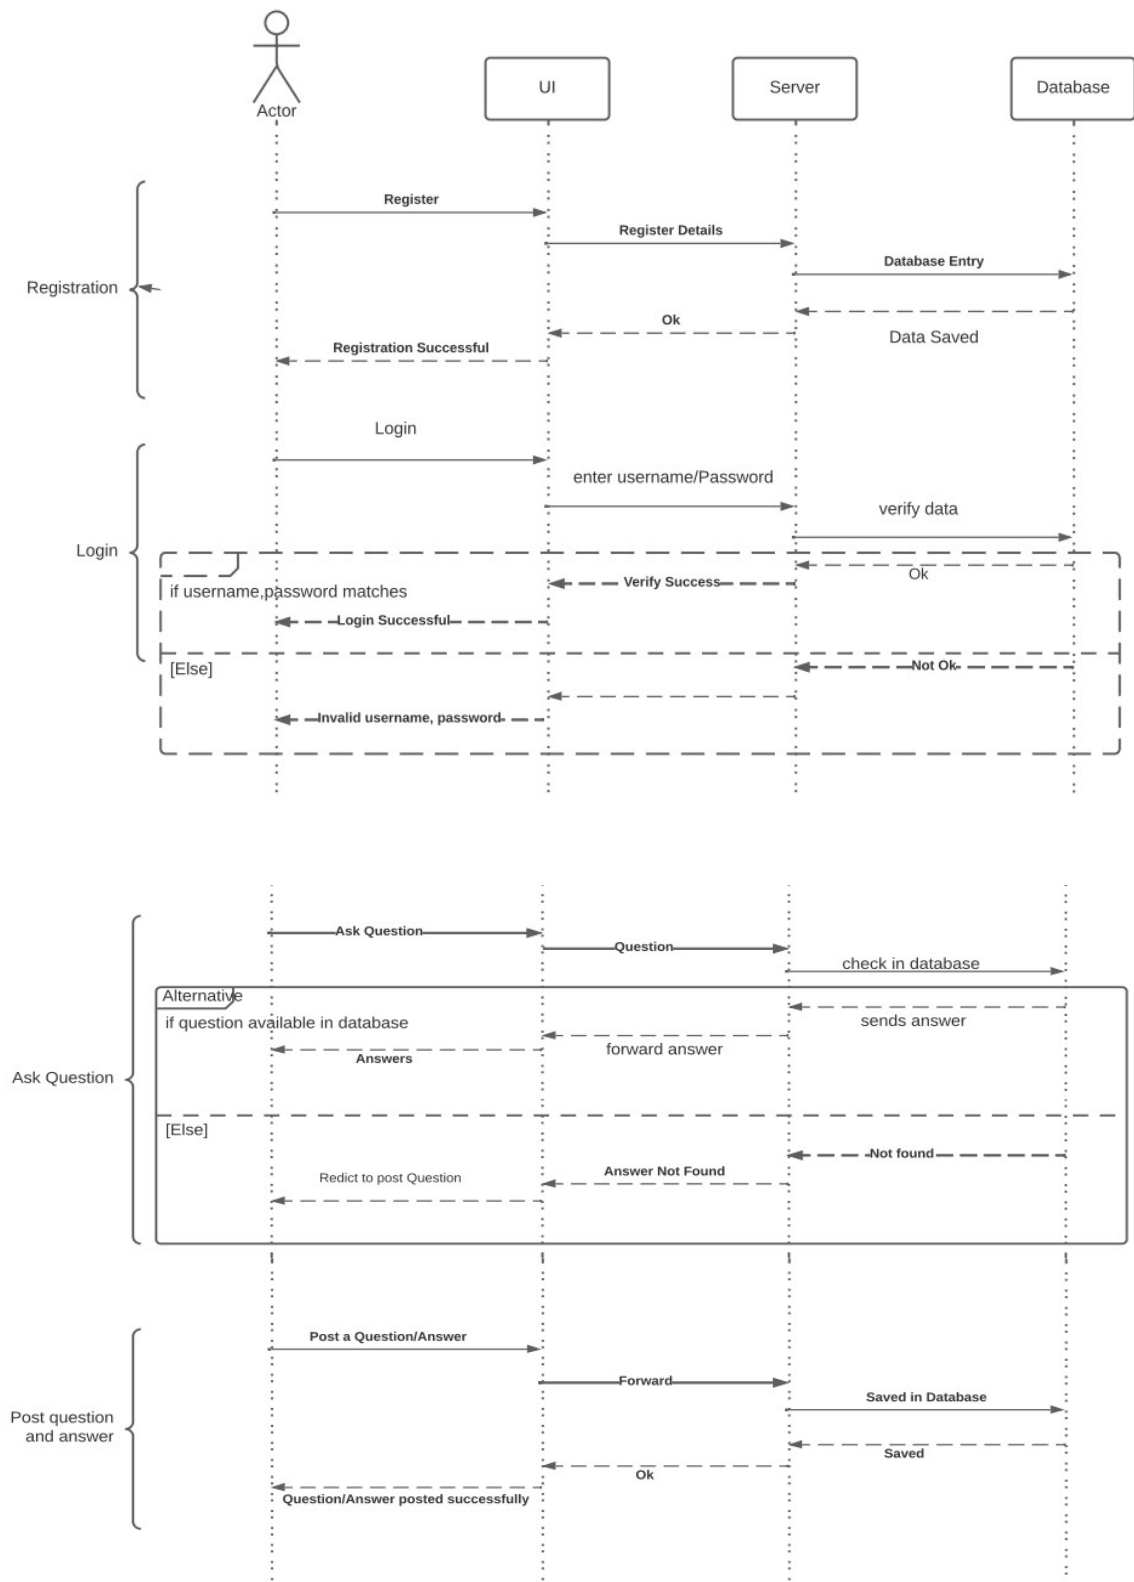 Actor
UI
Server
Database
Register
Register Details
Database Entry
Registration
Ok
Data Saved
Registration Successful
Login
enter username/Password
verify data
Login
Ok
Verify Success
if username,password matches
Login Successful
[Else]
Not Ok
Invalid username, password
Ask Question
Question
check in database
Alternative
if question available in database
sends answer
forward answer
Answers
Ask Question
[Else]
Not found
Answer Not Found
Redict to post Question
Post a Question/Answer
Forward
Saved in Database
Post question
and answer
Saved
Ok
Question/Answer posted successfully